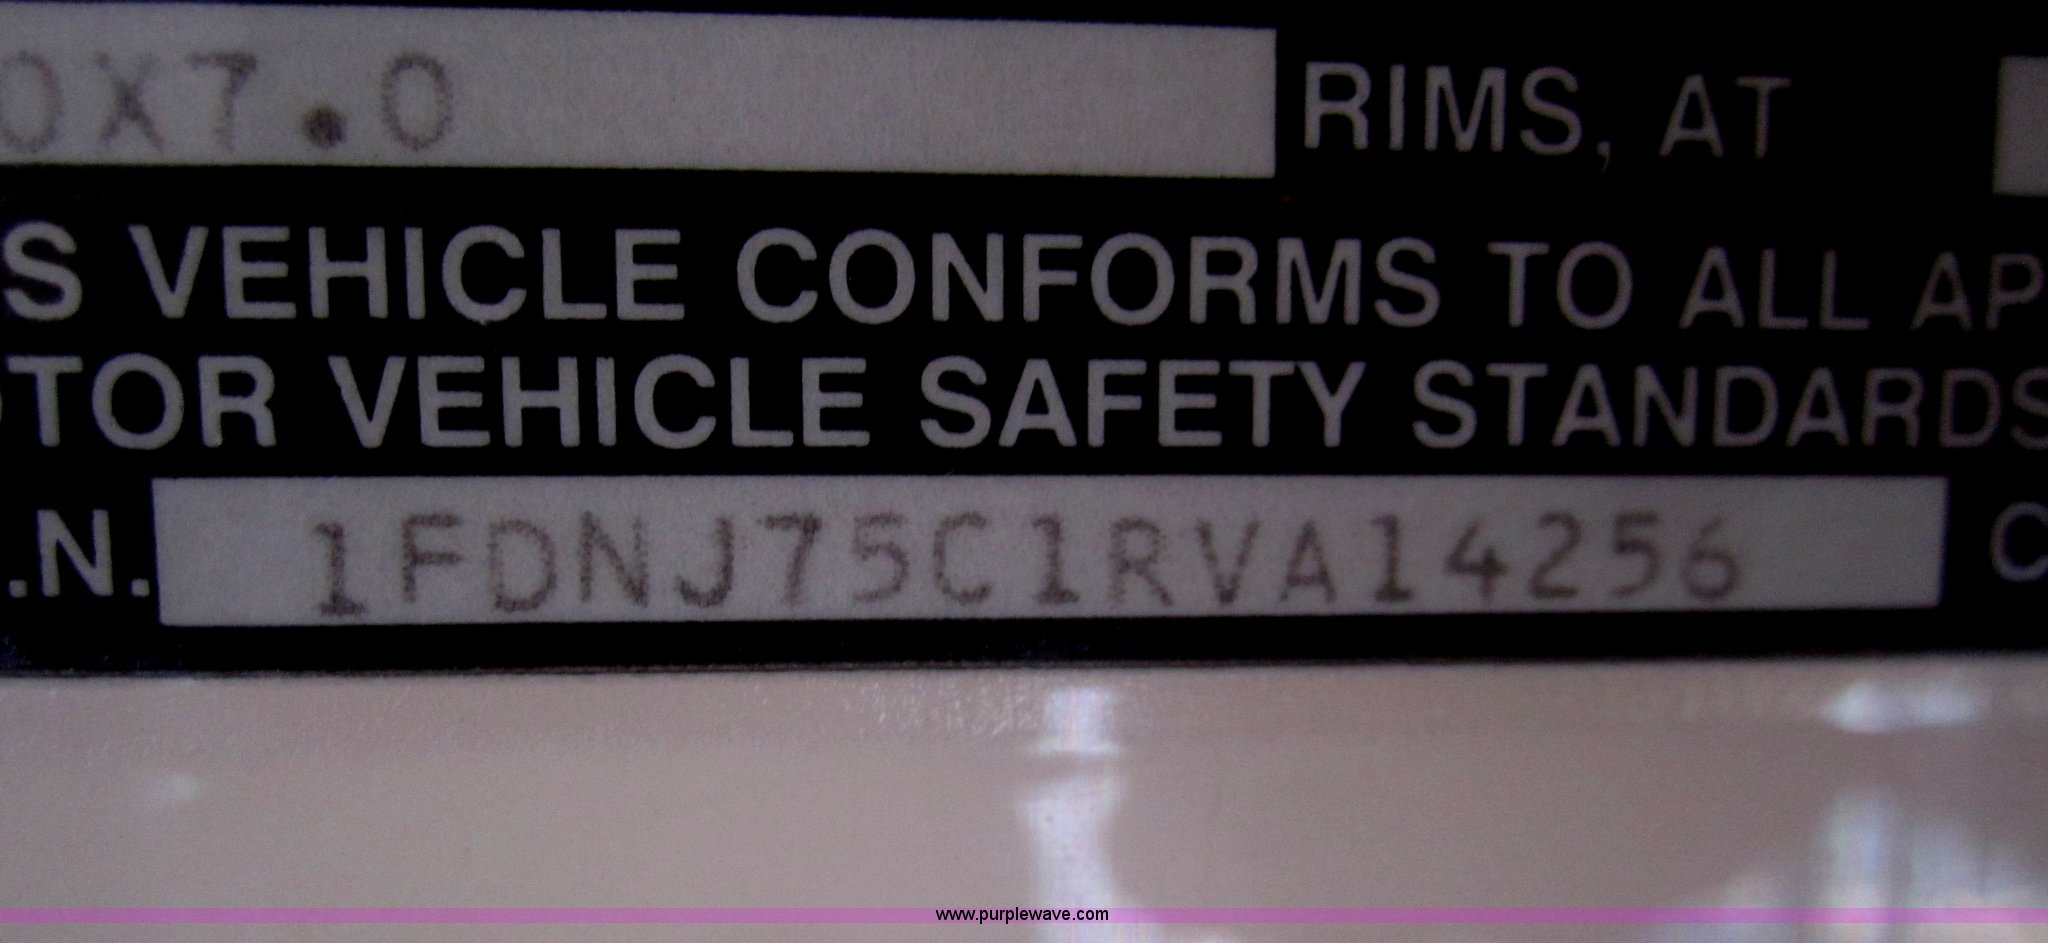 0X7.0 RIMS, AT
S VEHICLE CONFORMS TO ALL AP
OTOR VEHICLE SAFETY STANDARDS
.N. 1FDNJ75C1RVA14256 C
www.purplewave.com